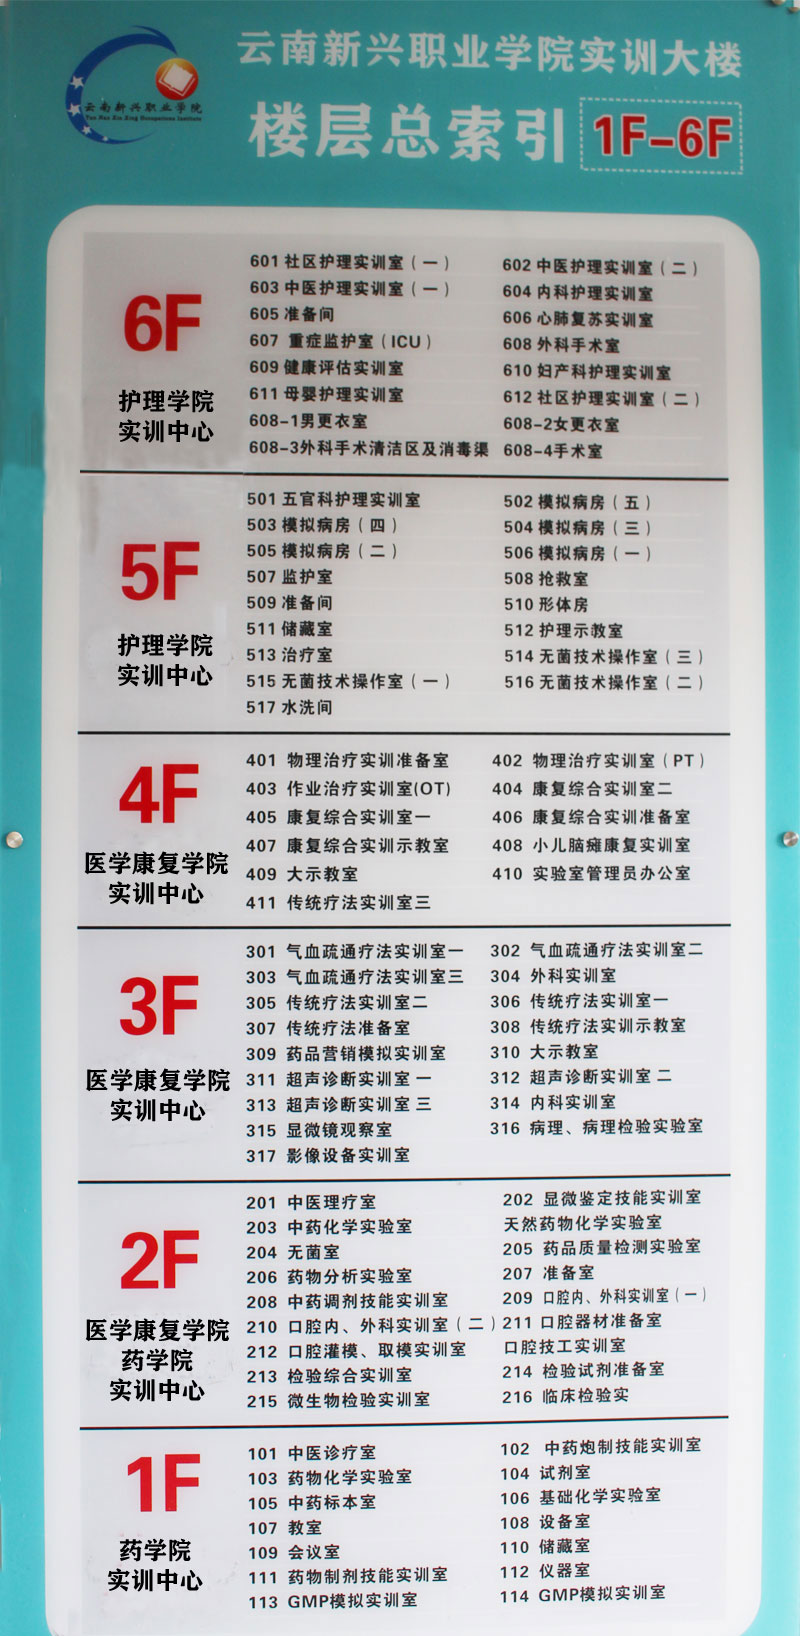 云南新兴职业学院
云南新兴职业学院实训大楼
楼层总索引 1F-6F
6F
护理学院
实训中心
601 社区护理实训室（一） 602 中医护理实训室（二）
603 中医护理实训室（一） 604 内科护理实训室
605 准备间 606 心肺复苏实训室
607 重症监护室（ICU） 608 外科手术室
609 健康评估实训室 610 妇产科护理实训室
611 母婴护理实训室 612 社区护理实训室（二）
608-1男更衣室 608-2女更衣室
608-3外科手术清洁区及消毒渠 608-4手术室
5F
护理学院
实训中心
501 五官科护理实训室 502 模拟病房（五）
503 模拟病房（四） 504 模拟病房（三）
505 模拟病房（二） 506 模拟病房（一）
507 监护室 508 抢救室
509 准备间 510 形体房
511 储藏室 512 护理示教室
513 治疗室 514 无菌技术操作室（三）
515 无菌技术操作室（一） 516 无菌技术操作室（二）
517 水洗间
4F
医学康复学院
实训中心
401 物理治疗实训准备室 402 物理治疗实训室（PT）
403 作业治疗实训室(OT) 404 康复综合实训室二
405 康复综合实训室一 406 康复综合实训准备室
407 康复综合实训示教室 408 小儿脑瘫康复实训室
409 大示教室 410 实验室管理员办公室
411 传统疗法实训室三
3F
医学康复学院
实训中心
301 气血疏通疗法实训室一 302 气血疏通疗法实训室二
303 气血疏通疗法实训室三 304 外科实训室
305 传统疗法实训室二 306 传统疗法实训室一
307 传统疗法准备室 308 传统疗法实训示教室
309 药品营销模拟实训室 310 大示教室
311 超声诊断实训室 一 312 超声诊断实训室 二
313 超声诊断实训室 三 314 内科实训室
315 显微镜观察室 316 病理、病理检验实验室
317 影像设备实训室
2F
医学康复学院
药学院
实训中心
201 中医理疗室 202 显微鉴定技能实训室
203 中药化学实验室 天然药物化学实验室
204 无菌室 205 药品质量检测实验室
206 药物分析实验室 207 准备室
208 中药调剂技能实训室 209 口腔内、外科实训室（一）
210 口腔内、外科实训室（二） 211 口腔器材准备室
212 口腔灌模、取模实训室 口腔技工实训室
213 检验综合实训室 214 检验试剂准备室
215 微生物检验实训室 216 临床检验实
1F
药学院
实训中心
101 中医诊疗室 102 中药炮制技能实训室
103 药物化学实验室 104 试剂室
105 中药标本室 106 基础化学实验室
107 教室 108 设备室
109 会议室 110 储藏室
111 药物制剂技能实训室 112 仪器室
113 GMP模拟实训室 114 GMP模拟实训室